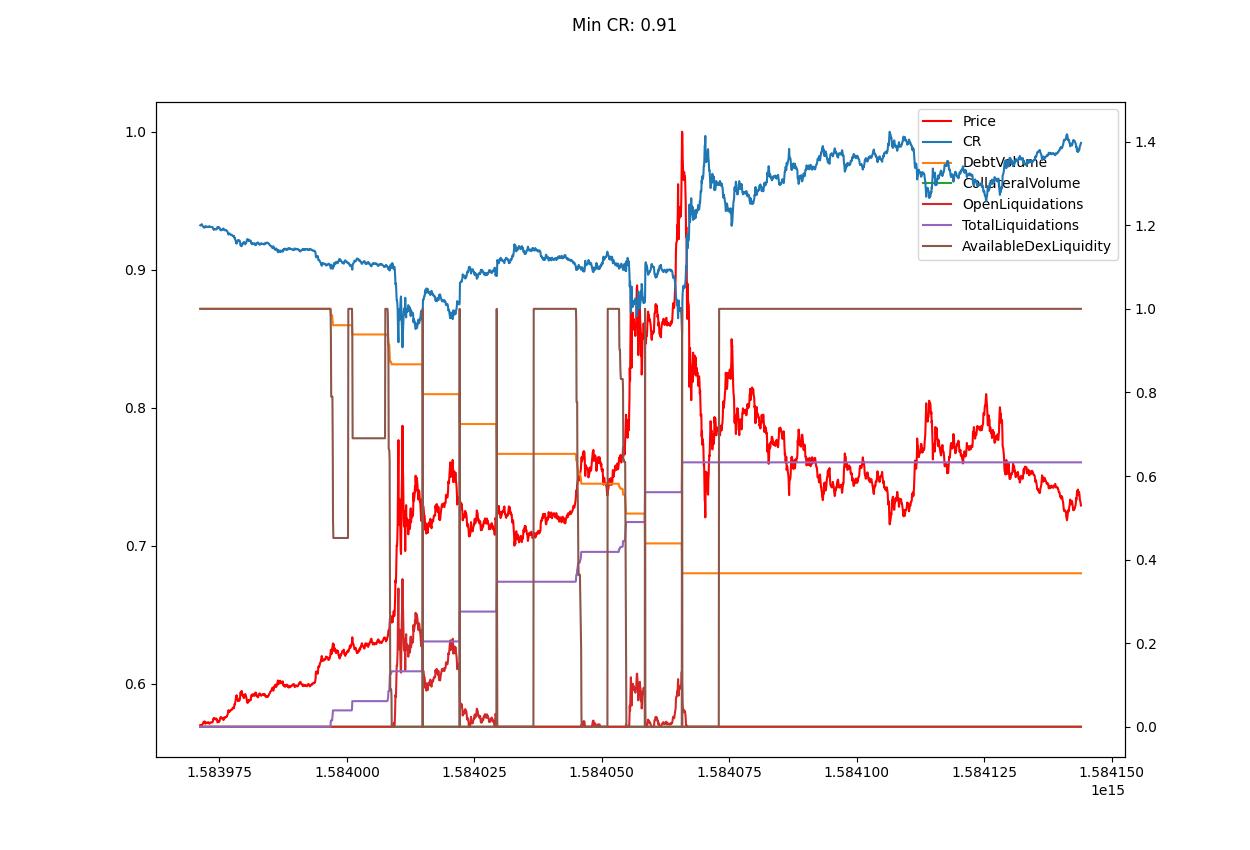 Min CR: 0.91
1.0
0.9
0.8
0.7
0.6
1.4
1.2
1.0
0.8
0.6
0.4
0.2
0.0
Price
CR
DebtVolume
CollateralVolume
OpenLiquidations
TotalLiquidations
AvailableDexLiquidity
1.583975 1.584000 1.584025 1.584050 1.584075 1.584100 1.584125 1.584150
1e15